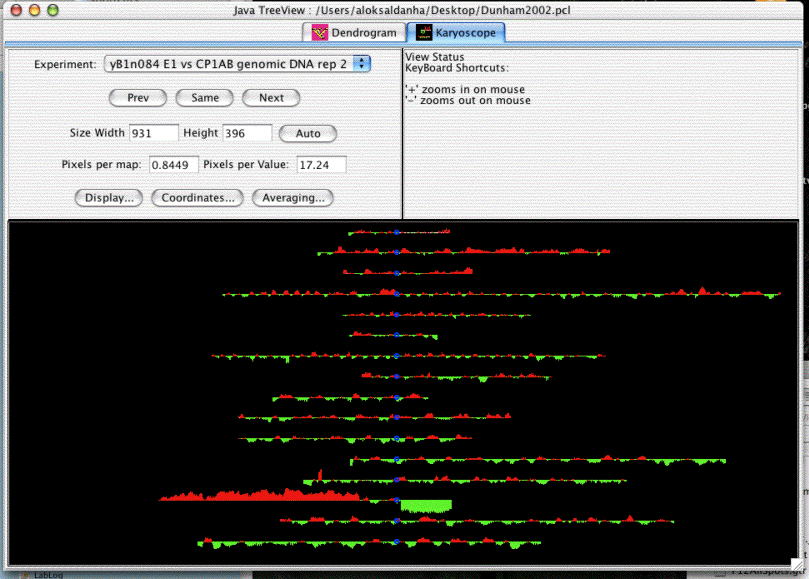 Java TreeView : /Users/aloksaldanha/Desktop/Dunham2002.pcl
Dendrogram Karyoscope
Experiment: yB1n084 E1 vs CP1AB genomic DNA rep 2
Prev Same Next
Size Width 931 Height 396 Auto
Pixels per map: 0.8449 Pixels per Value: 17.24
Display... Coordinates... Averaging...
View Status
KeyBoard Shortcuts:
'+' zooms in on mouse
'-' zooms out on mouse
LabLog